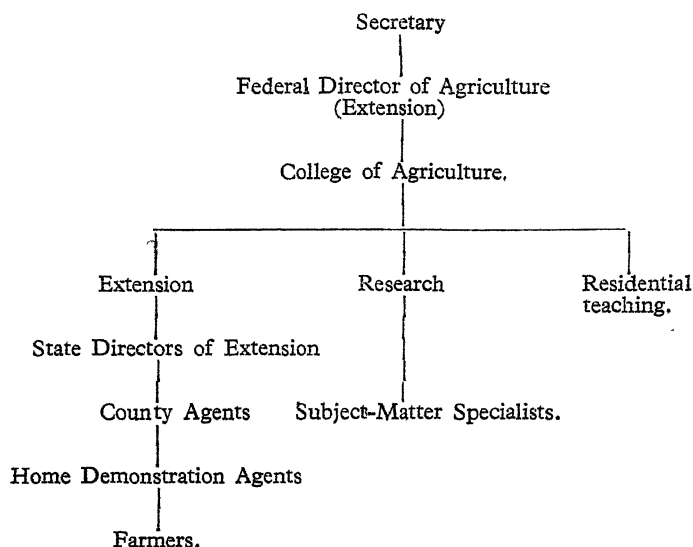 Secretary
Federal Director of Agriculture
(Extension)
College of Agriculture.
Extension
Research
Residential
teaching.
State Directors of Extension
County Agents
Subject-Matter Specialists.
Home Demonstration Agents
Farmers.